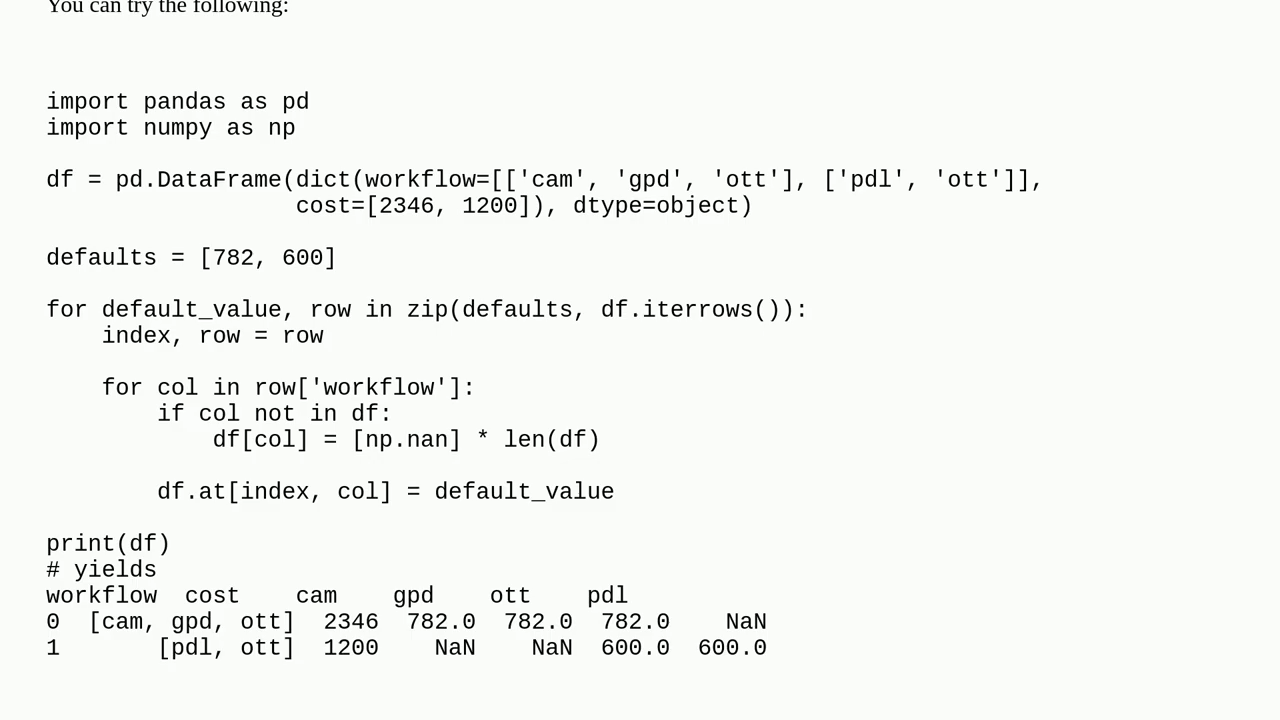 You can try the following:
import pandas as pd
import numpy as np
df = pd.DataFrame(dict(workflow=[['cam', 'gpd', 'ott'], ['pdl', 'ott']],
                  cost=[2346, 1200]), dtype=object)
defaults = [782, 600]
for default_value, row in zip(defaults, df.iterrows()):
    index, row = row
    for col in row['workflow']:
        if col not in df:
            df[col] = [np.nan] * len(df)
        df.at[index, col] = default_value
print(df)
# yields
workflow  cost    cam    gpd    ott    pdl
0  [cam, gpd, ott]  2346  782.0  782.0  782.0    NaN
1       [pdl, ott]  1200    NaN    NaN  600.0  600.0